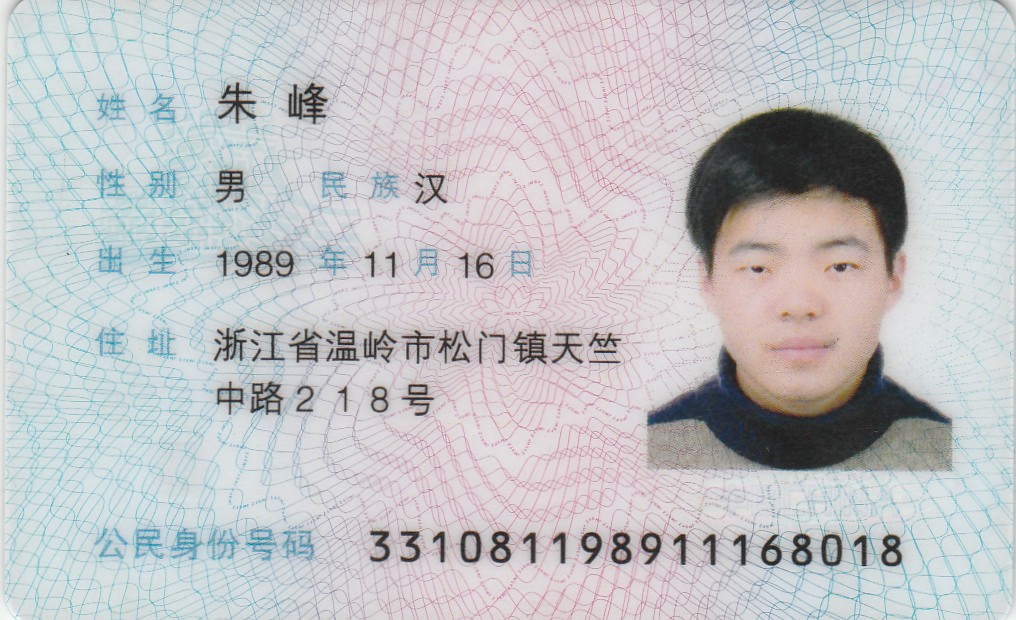 姓名 朱峰
性别 男 民族 汉
出生 1989 年 11 月 16 日
住址 浙江省温岭市松门镇天竺
中路218号
公民身份号码 331081198911168018